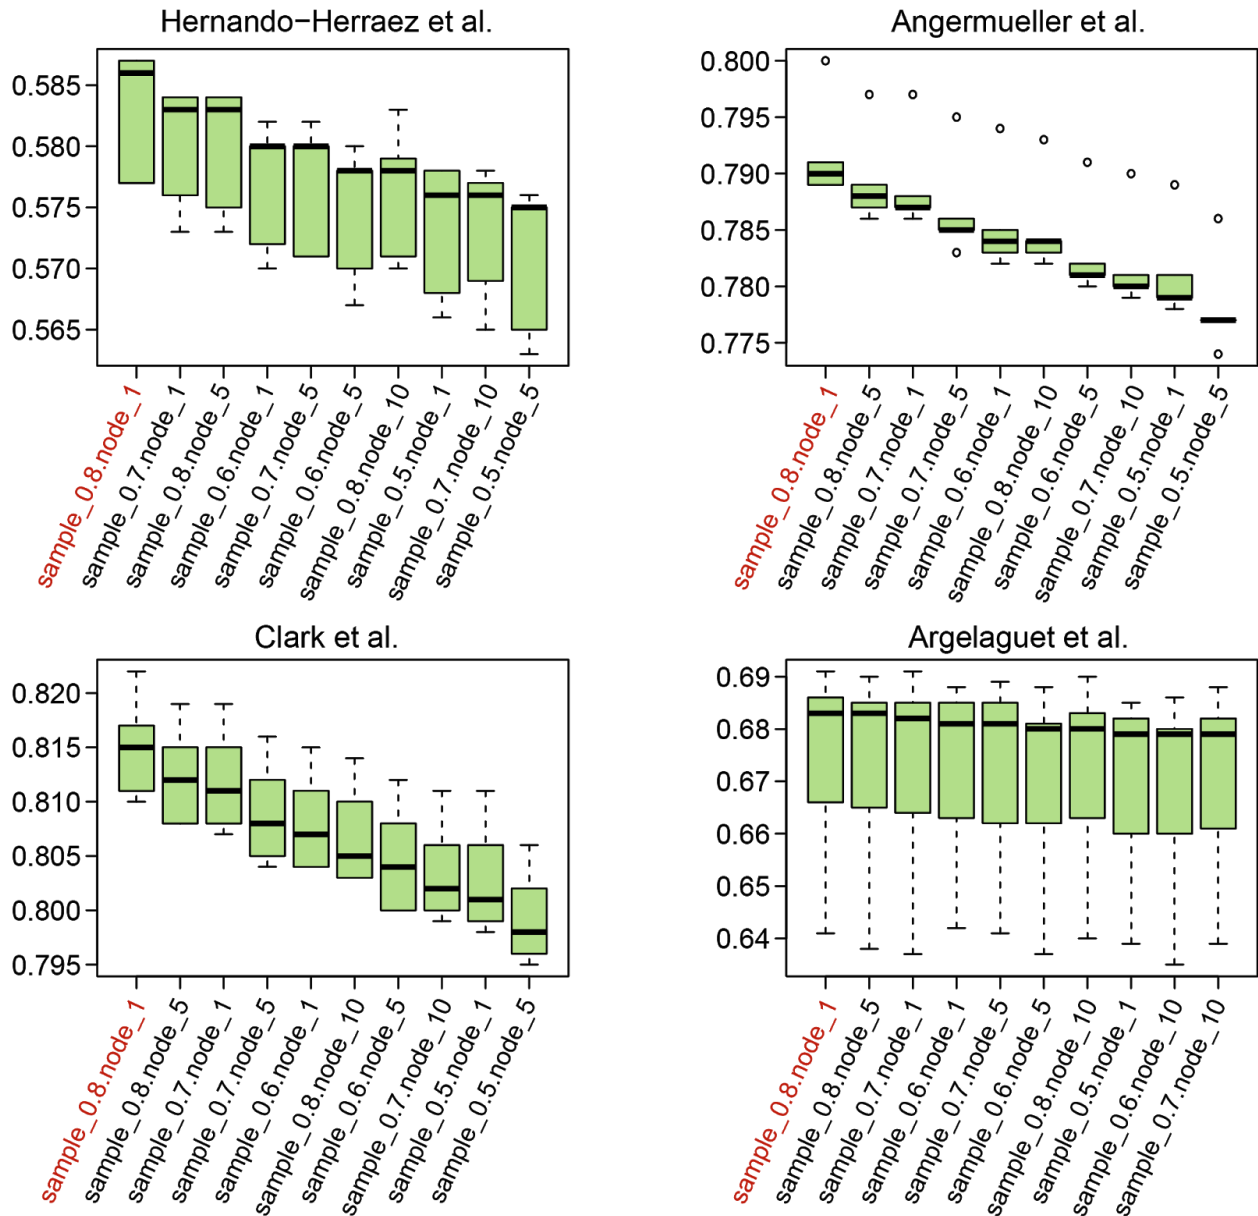 Hernando−Herraez et al.
0.585
0.580
0.575
0.570
0.565
sample_0.8.node_1
sample_0.7.node_1
sample_0.8.node_5
sample_0.6.node_1
sample_0.7.node_5
sample_0.6.node_5
sample_0.8.node_10
sample_0.5.node_1
sample_0.7.node_10
sample_0.5.node_5
Angermueller et al.
0.800
0.795
0.790
0.785
0.780
0.775
sample_0.8.node_1
sample_0.8.node_5
sample_0.7.node_1
sample_0.7.node_5
sample_0.6.node_1
sample_0.8.node_10
sample_0.6.node_5
sample_0.7.node_10
sample_0.5.node_1
sample_0.5.node_5
Clark et al.
0.820
0.815
0.810
0.805
0.800
0.795
sample_0.8.node_1
sample_0.8.node_5
sample_0.7.node_1
sample_0.7.node_5
sample_0.6.node_1
sample_0.8.node_10
sample_0.6.node_5
sample_0.7.node_10
sample_0.5.node_1
sample_0.5.node_5
Argelaguet et al.
0.69
0.68
0.67
0.66
0.65
0.64
sample_0.8.node_1
sample_0.8.node_5
sample_0.7.node_1
sample_0.6.node_1
sample_0.7.node_5
sample_0.6.node_5
sample_0.8.node_10
sample_0.5.node_1
sample_0.6.node_10
sample_0.7.node_10